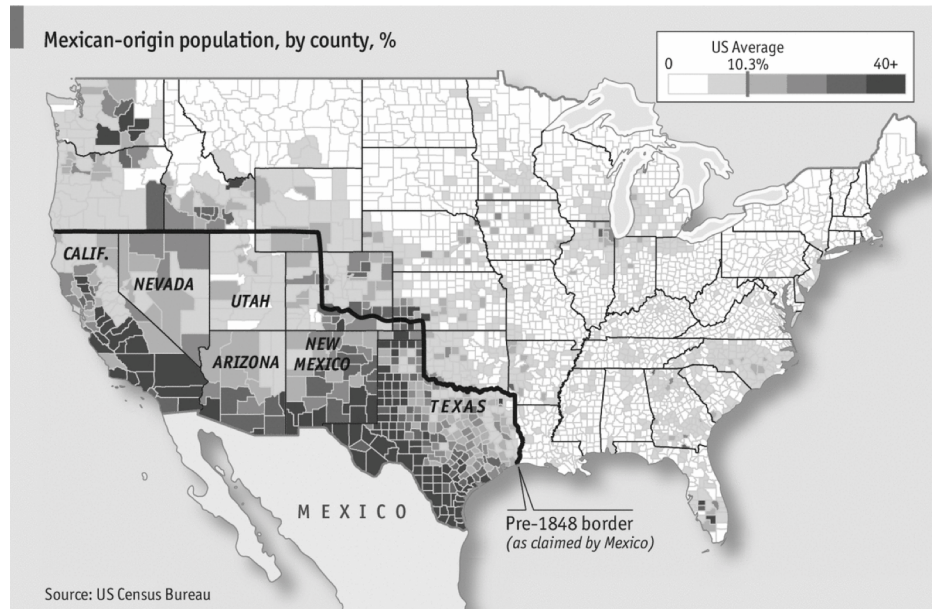 Mexican-origin population, by county, %
US Average
0 10.3% 40+
CALIF.
NEVADA
UTAH
ARIZONA
NEW
MEXICO
TEXAS
MEXICO
Pre-1848 border
(as claimed by Mexico)
Source: US Census Bureau